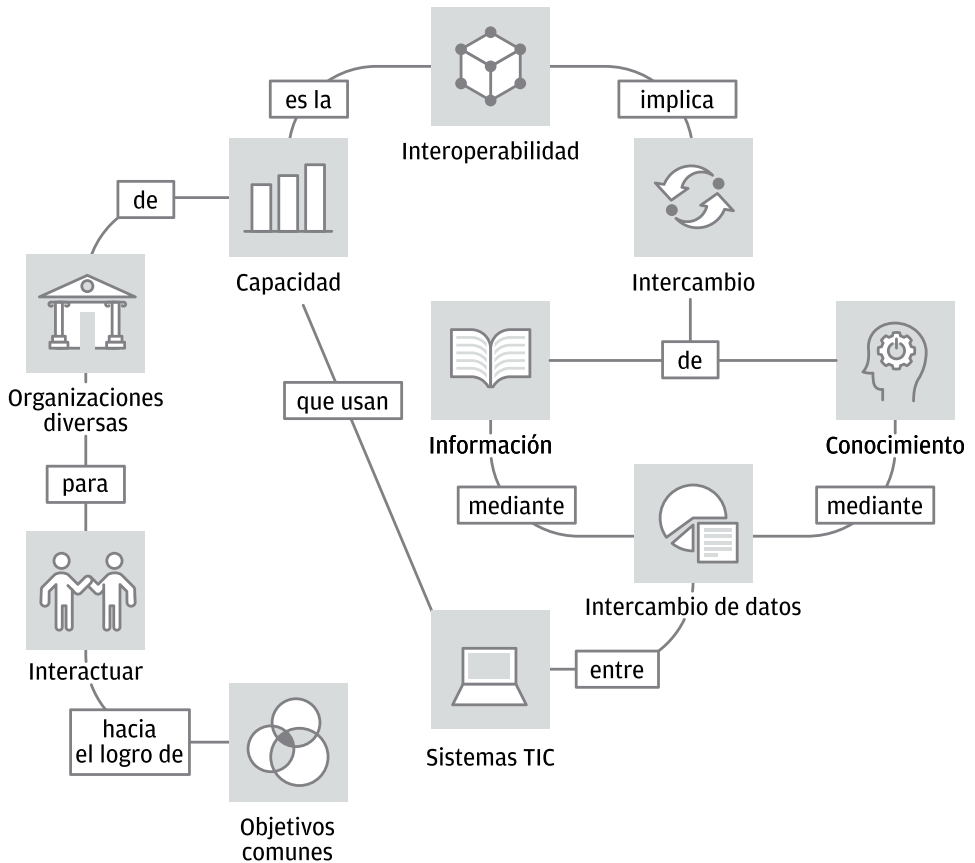 es la
implica
Interoperabilidad
de
Capacidad
Intercambio
de
Organizaciones
diversas
que usan
Información
Conocimiento
para
mediante
mediante
Intercambio de datos
Interactuar
entre
hacia
el logro de
Sistemas TIC
Objetivos
comunes